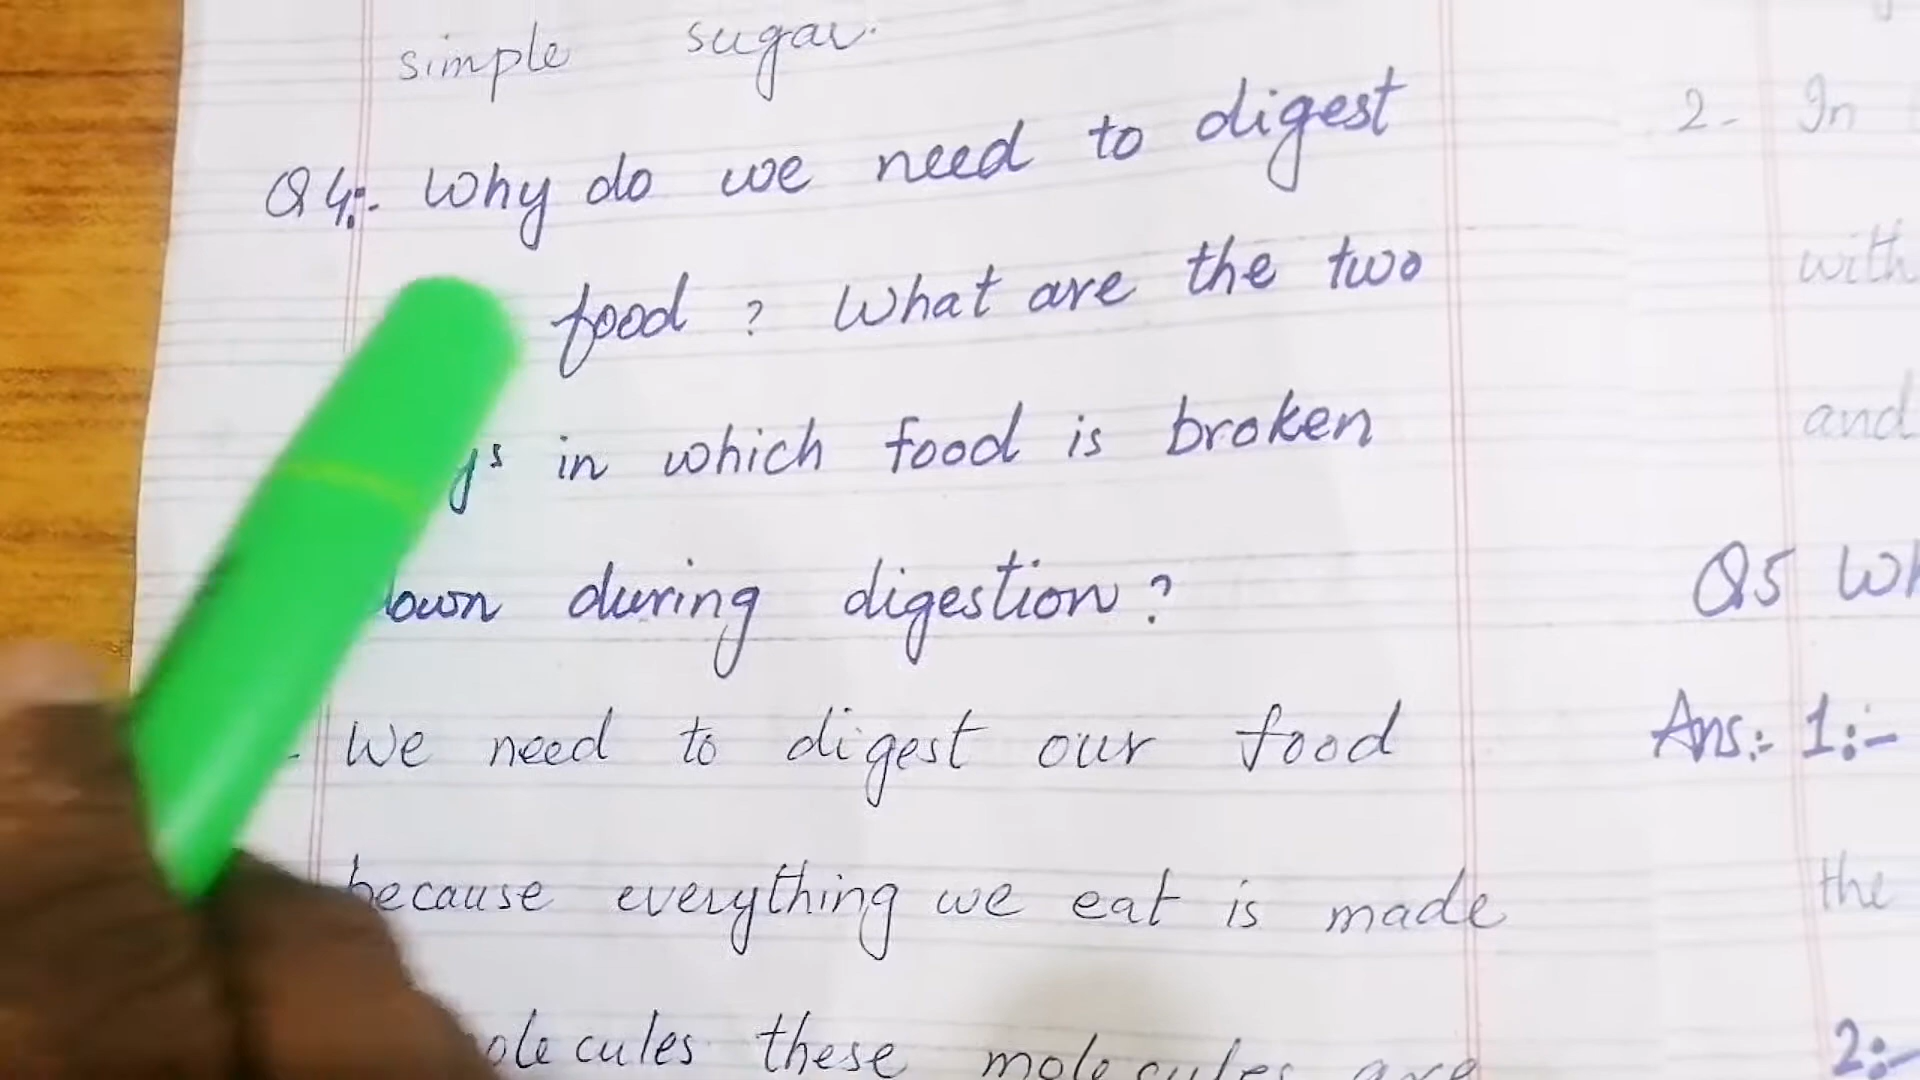 simple sugar.
Q4:. Why do we need to digest
food ? What are the two
in which food is broken
during digestion?
We need to digest our food
because everything we eat is made
these molecules are
2- In
with
and
Q5
Ans:- 1:-
the
2:-